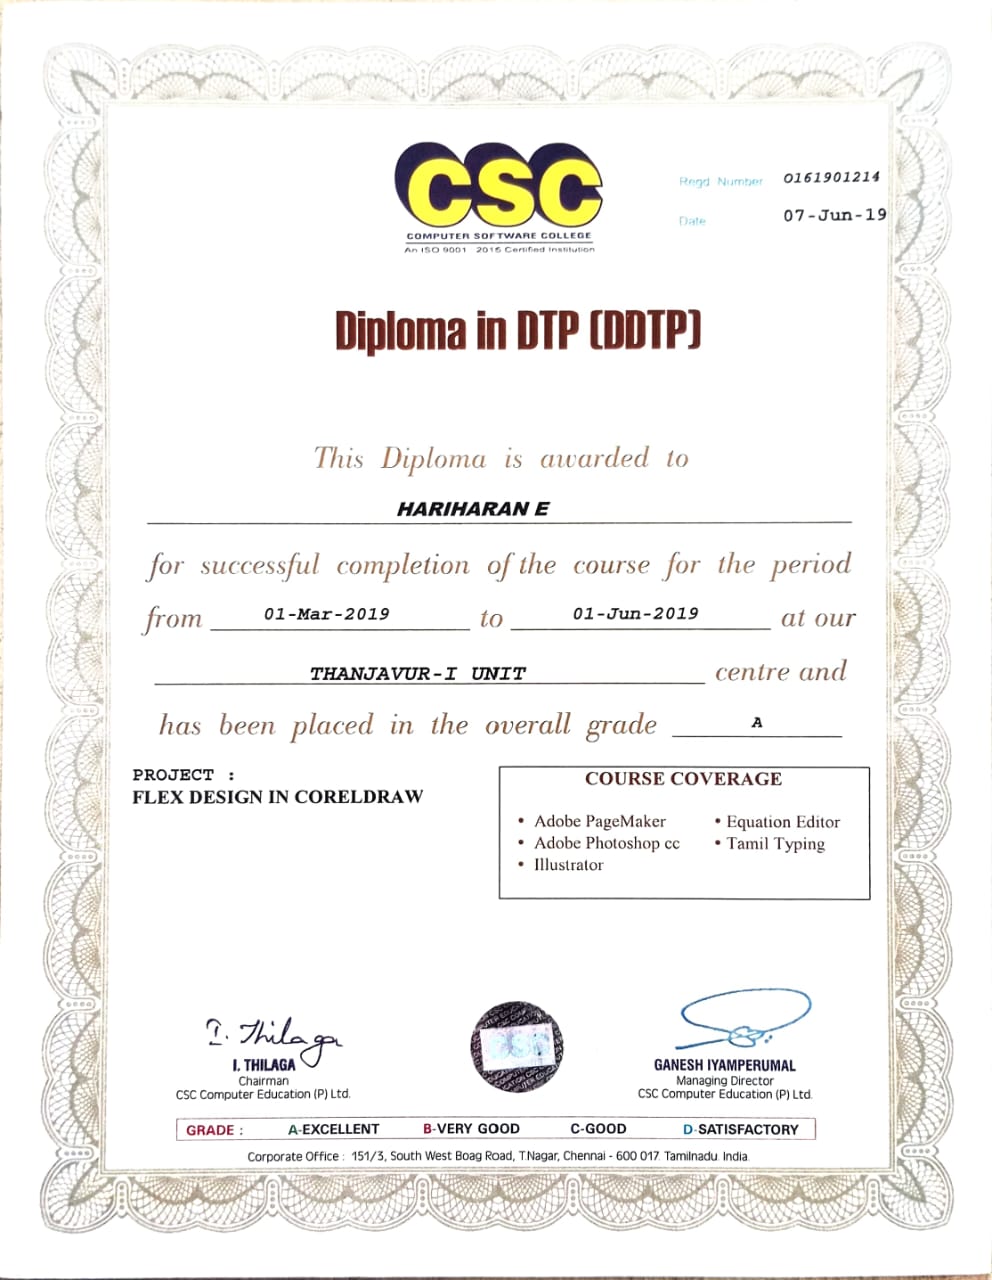 CSC
COMPUTER SOFTWARE COLLEGE
An ISO 9001 2015 Certified Institution
Regd. Number 0161901214
Date 07-Jun-19
Diploma in DTP (DDTP)
This Diploma is awarded to
HARIHARAN E
for successful completion of the course for the period
from 01-Mar-2019 to 01-Jun-2019 at our
THANJAVUR-I UNIT centre and
has been placed in the overall grade A
PROJECT :
FLEX DESIGN IN CORELDRAW
COURSE COVERAGE
• Adobe PageMaker • Equation Editor
• Adobe Photoshop cc • Tamil Typing
• Illustrator
I. Thilaga
I. THILAGA
Chairman
CSC Computer Education (P) Ltd.
CSC
GANESH IYAMPERUMAL
Managing Director
CSC Computer Education (P) Ltd.
GRADE : A-EXCELLENT B-VERY GOOD C-GOOD D-SATISFACTORY
Corporate Office : 151/3, South West Boag Road, T.Nagar, Chennai - 600 017. Tamilnadu. India.